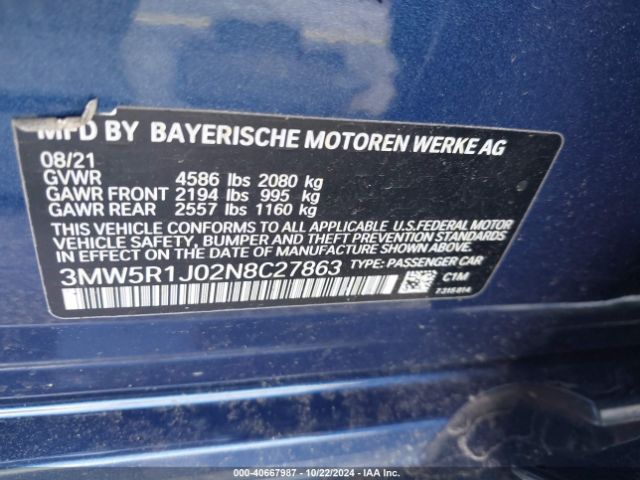 MFD BY BAYERISCHE MOTOREN WERKE AG
08/21
GVWR 4586 lbs 2080 kg
GAWR FRONT 2194 lbs 995 kg
GAWR REAR 2557 lbs 1160 kg
THIS VEHICLE CONFORMS TO ALL APPLICABLE U.S.FEDERAL MOTOR
VEHICLE SAFETY, BUMPER AND THEFT PREVENTION STANDARDS
IN EFFECT ON THE DATE OF MANUFACTURE SHOWN ABOVE.
3MW5R1J02N8C27863 TYPE: PASSENGER CAR
C1M
7.315 814
000-40667987 - 10/22/2024 - IAA Inc.